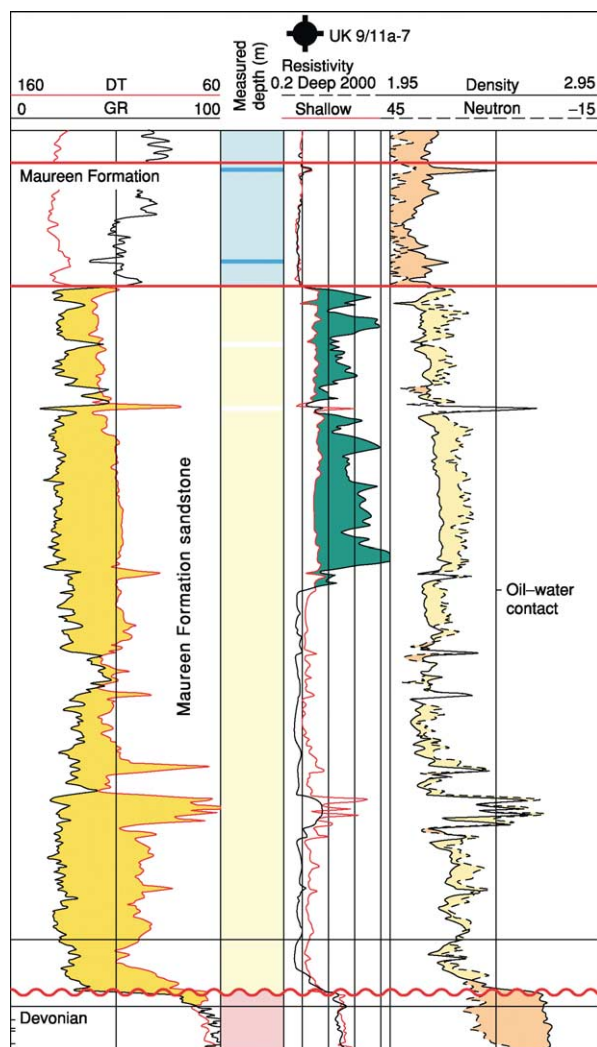 UK 9/11a-7
160 DT 60
0 GR 100
Measured
depth (m)
Resistivity
0.2 Deep 2000
Shallow
1.95 Density 2.95
45 Neutron −15
Maureen Formation
Maureen Formation sandstone
Oil–water
contact
Devonian